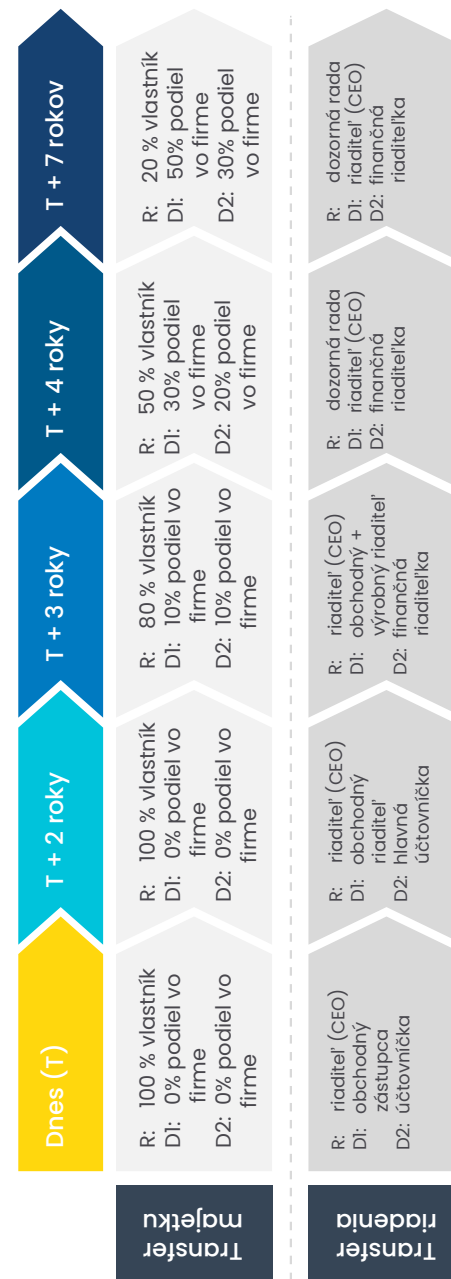 Dnes (T)
T + 2 roky
T + 3 roky
T + 4 roky
T + 7 rokov
Transfer
majetku
R: 100 % vlastník
D1: 0% podiel vo
firme
D2: 0% podiel vo
firme
R: 100 % vlastník
D1: 0% podiel vo
firme
D2: 0% podiel vo
firme
R: 80 % vlastník
D1: 10% podiel vo
firme
D2: 10% podiel vo
firme
R: 50 % vlastník
D1: 30% podiel
vo firme
D2: 20% podiel
vo firme
R: 20 % vlastník
D1: 50% podiel
vo firme
D2: 30% podiel
vo firme
Transfer
riadenia
R: riaditeľ (CEO)
D1: obchodný
zástupca
D2: účtovníčka
R: riaditeľ (CEO)
D1: obchodný
riaditeľ
D2: hlavná
účtovníčka
R: riaditeľ (CEO)
D1: obchodný +
výrobný riaditeľ
D2: finančná
riaditeľka
R: dozorná rada
D1: riaditeľ (CEO)
D2: finančná
riaditeľka
R: dozorná rada
D1: riaditeľ (CEO)
D2: finančná
riaditeľka